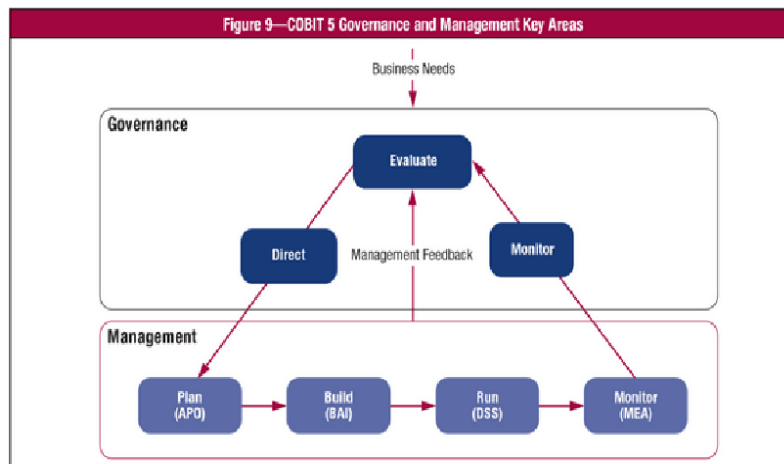 Figure 9—COBIT 5 Governance and Management Key Areas
Business Needs
Governance
Evaluate
Direct
Management Feedback
Monitor
Management
Plan
(APO)
Build
(BAI)
Run
(DSS)
Monitor
(MEA)